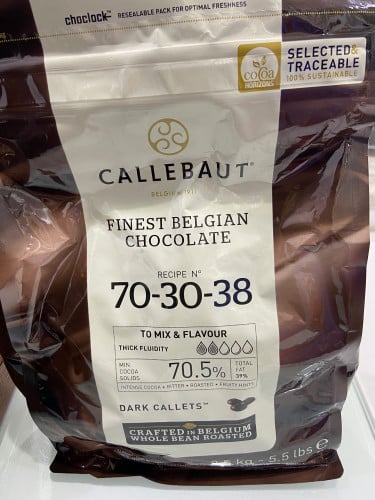 choclock™ RESEALABLE PACK FOR OPTIMAL FRESHNESS
cocoa
HORIZONS
SELECTED&
TRACEABLE
100% SUSTAINABLE
CALLEBAUT®
BELGIUM 1911
FINEST BELGIAN
CHOCOLATE
RECIPE N°
70-30-38
TO MIX & FLAVOUR
THICK FLUIDITY
MIN.
COCOA
SOLIDS
70.5%
TOTAL
FAT
39%
INTENSE COCOA • BITTER • ROASTED • FRUITY HINTS
DARK CALLETS™
CRAFTED IN BELGIUM
WHOLE BEAN ROASTED
kg - 5.5 lbs e